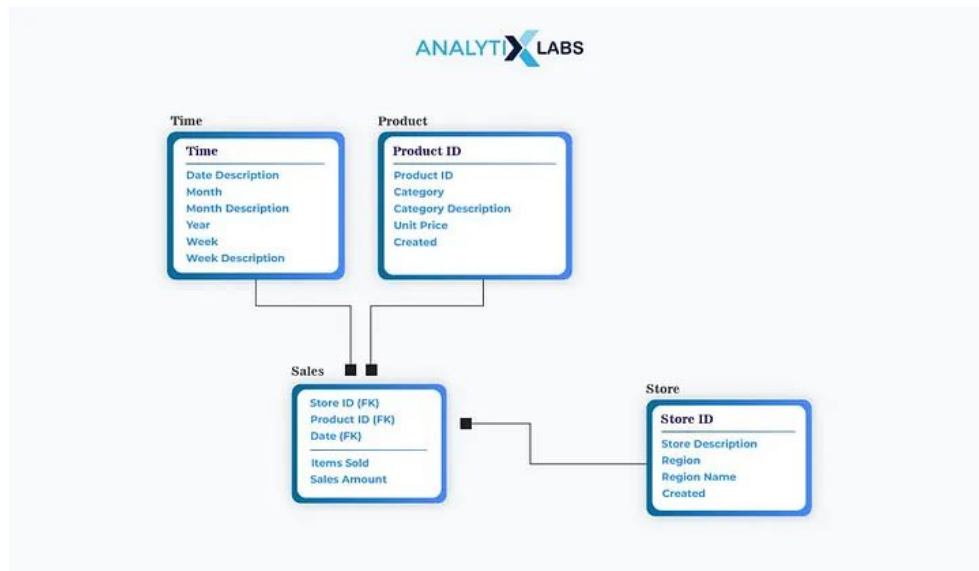 ANALYTIX LABS
Time
Time
Date Description
Month
Month Description
Year
Week
Week Description
Product
Product ID
Product ID
Category
Category Description
Unit Price
Created
Sales
Store ID (FK)
Product ID (FK)
Date (FK)
Items Sold
Sales Amount
Store
Store ID
Store Description
Region
Region Name
Created